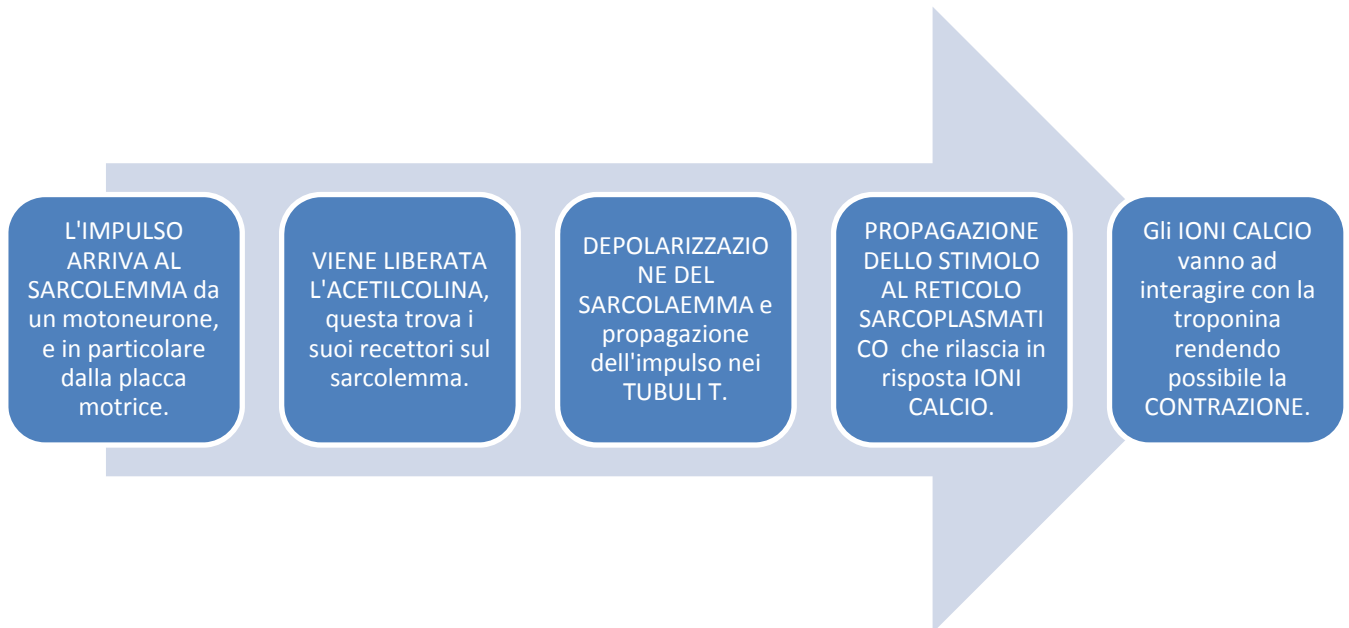 L'IMPULSO
ARRIVA AL
SARCOLEMMA da
un motoneurone,
e in particolare
dalla placca
motrice.
VIENE LIBERATA
L'ACETILCOLINA,
questa trova i
suoi recettori sul
sarcolemma.
DEPOLARIZZAZIO
NE DEL
SARCOLAEMMA e
propagazione
dell'impulso nei
TUBULI T.
PROPAGAZIONE
DELLO STIMOLO
AL RETICOLO
SARCOPLASMATI
CO che rilascia in
risposta IONI
CALCIO.
Gli IONI CALCIO
vanno ad
interagire con la
troponina
rendendo
possibile la
CONTRAZIONE.